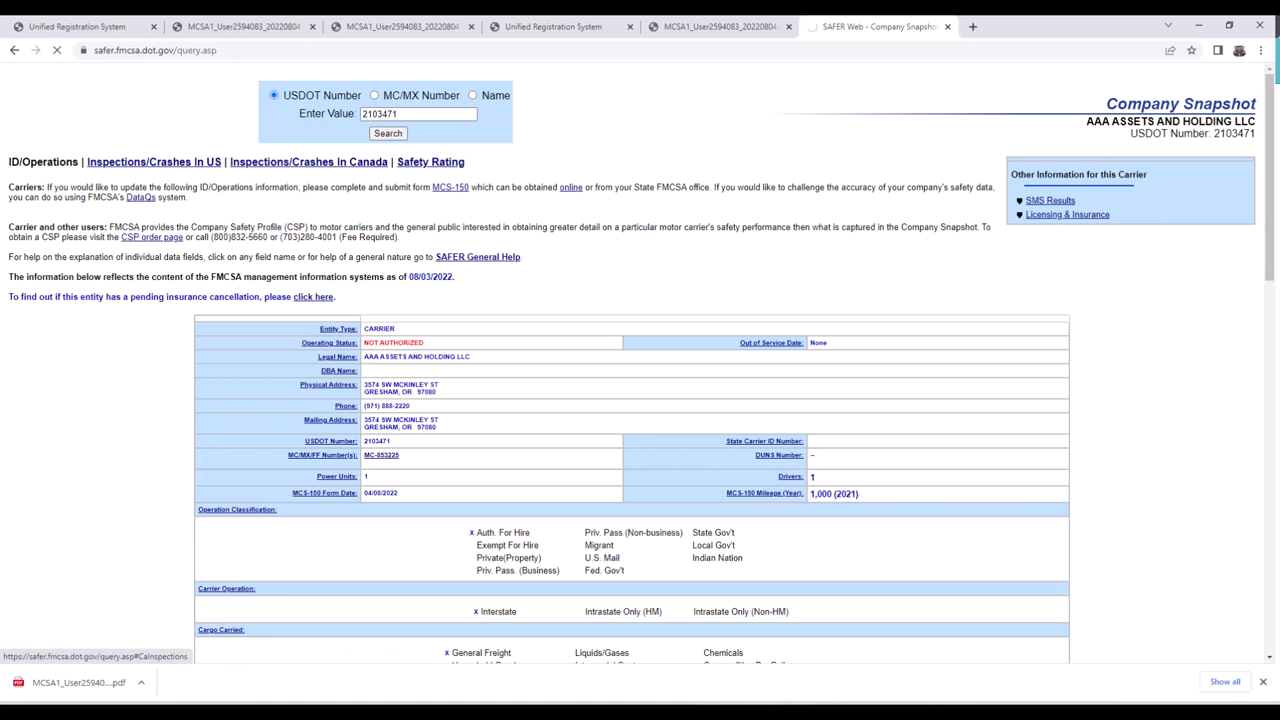 Unified Registration System
MCSA1_User2594083_20220804
MCSA1_User2594083_20220804
Unified Registration System
MCSA1_User2594083_20220804
SAFER Web - Company Snapshot
safer.fmcsa.dot.gov/query.asp
USDOT Number MC/MX Number Name
Enter Value: 2103471
Search
Company Snapshot
AAA ASSETS AND HOLDING LLC
USDOT Number: 2103471
ID/Operations | Inspections/Crashes In US | Inspections/Crashes In Canada | Safety Rating
Other Information for this Carrier
SMS Results
Licensing & Insurance
Carriers: If you would like to update the following ID/Operations information, please complete and submit form MCS-150 which can be obtained online or from your State FMCSA office. If you would like to challenge the accuracy of your company's safety data,
you can do so using FMCSA's DataQs system.
Carrier and other users: FMCSA provides the Company Safety Profile (CSP) to motor carriers and the general public interested in obtaining greater detail on a particular motor carrier's safety performance then what is captured in the Company Snapshot. To
obtain a CSP please visit the CSP order page or call (800)832-5660 or (703)280-4001 (Fee Required).
For help on the explanation of individual data fields, click on any field name or for help of a general nature go to SAFER General Help.
The information below reflects the content of the FMCSA management information systems as of 08/03/2022.
To find out if this entity has a pending insurance cancellation, please click here.
Entity Type: CARRIER
Operating Status: NOT AUTHORIZED Out of Service Date: None
Legal Name: AAA ASSETS AND HOLDING LLC
DBA Name:
Physical Address: 3574 SW MCKINLEY ST
GRESHAM, OR 97080
Phone: (971) 888-2220
Mailing Address: 3574 SW MCKINLEY ST
GRESHAM, OR 97080
USDOT Number: 2103471 State Carrier ID Number:
MC/MX/FF Number(s): MC-853225 DUNS Number: --
Power Units: 1 Drivers: 1
MCS-150 Form Date: 04/08/2022 MCS-150 Mileage (Year): 1,000 (2021)
Operation Classification:
x Auth. For Hire Priv. Pass.(Non-business) State Gov't
Exempt For Hire Migrant Local Gov't
Private(Property) U.S. Mail Indian Nation
Priv. Pass. (Business) Fed. Gov't
Carrier Operation:
x Interstate Intrastate Only (HM) Intrastate Only (Non-HM)
Cargo Carried:
x General Freight Liquids/Gases Chemicals
https://safer.fmcsa.dot.gov/query.asp#CaInspections
MCSA1_User25940....pdf
Show all